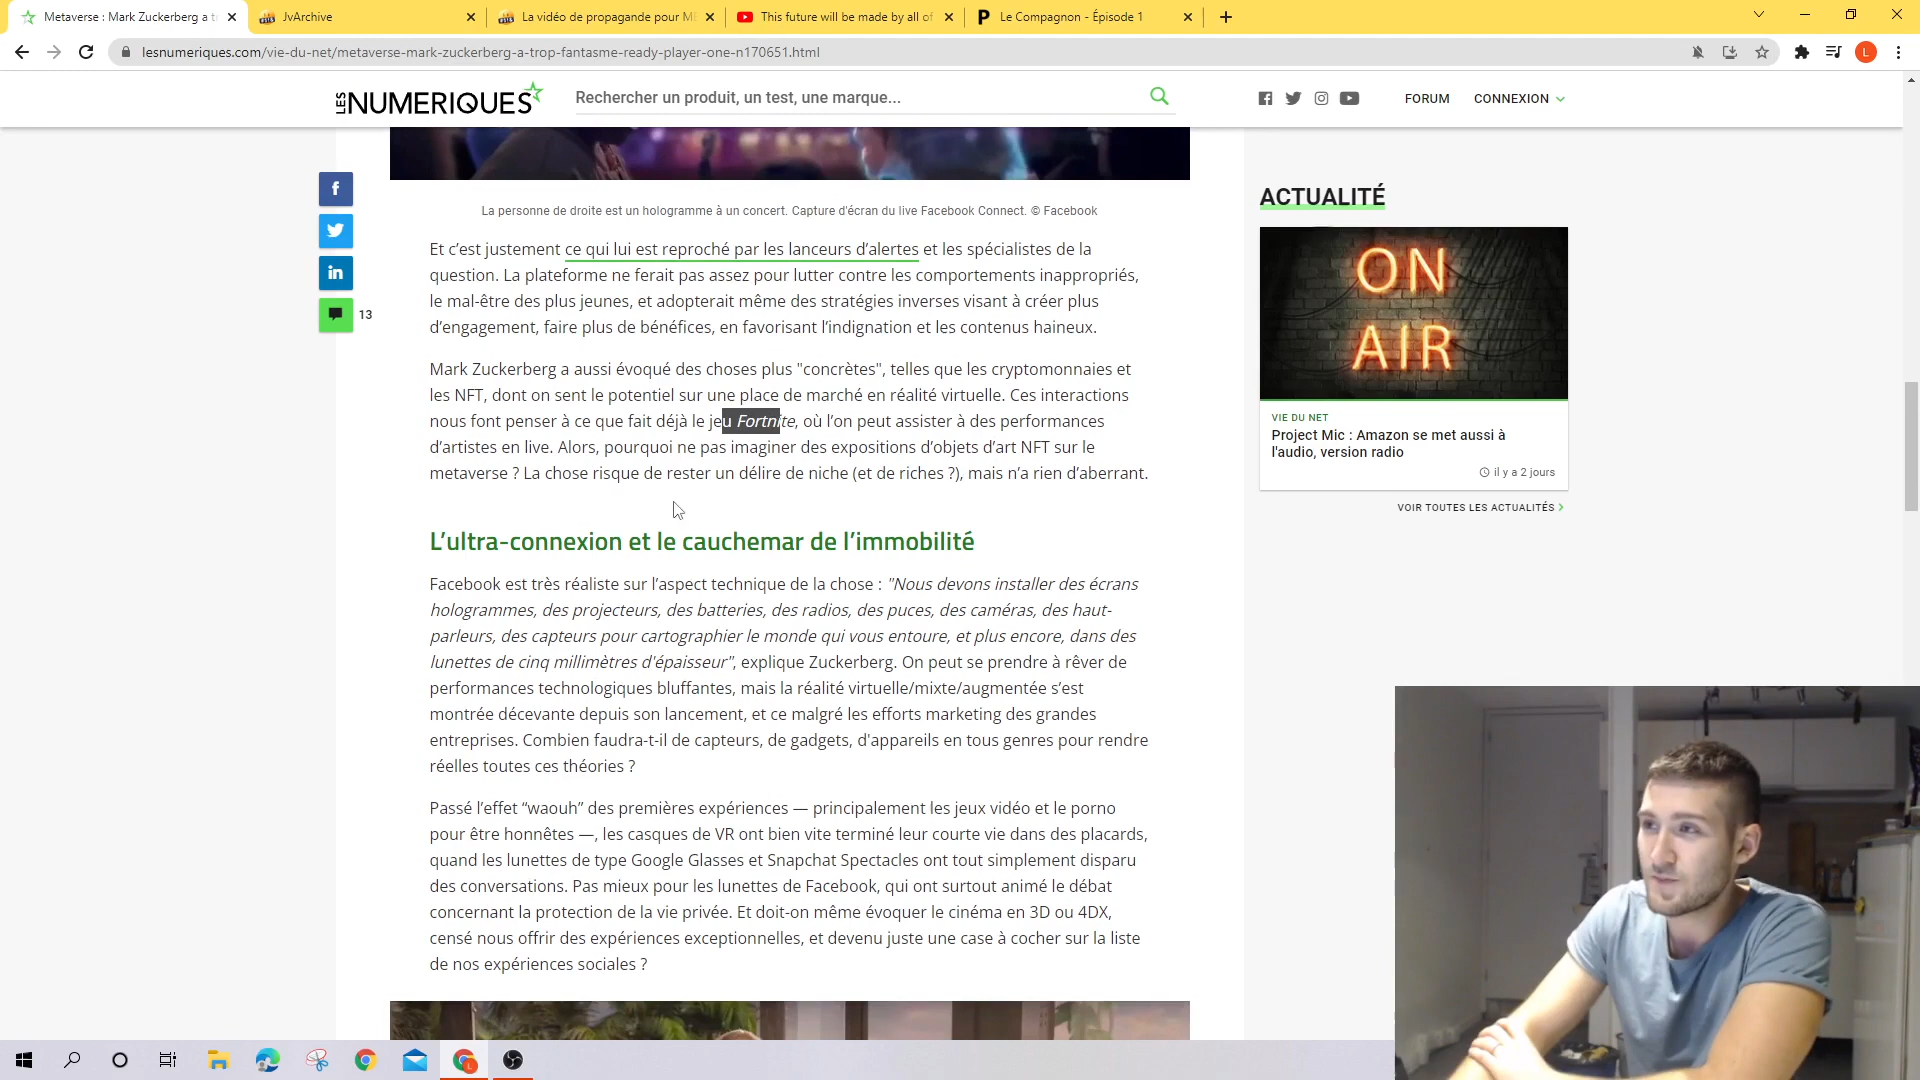 Metaverse : Mark Zuckerberg a tr
JvArchive
La vidéo de propagande pour ME
This future will be made by all of
Le Compagnon - Épisode 1
lesnumeriques.com/vie-du-net/metaverse-mark-zuckerberg-a-trop-fantasme-ready-player-one-n170651.html
L
LES NUMERIQUES
Rechercher un produit, un test, une marque...
FORUM
CONNEXION
La personne de droite est un hologramme à un concert. Capture d'écran du live Facebook Connect. © Facebook
13
Et c’est justement ce qui lui est reproché par les lanceurs d’alertes et les spécialistes de la
question. La plateforme ne ferait pas assez pour lutter contre les comportements inappropriés,
le mal-être des plus jeunes, et adopterait même des stratégies inverses visant à créer plus
d’engagement, faire plus de bénéfices, en favorisant l’indignation et les contenus haineux.
Mark Zuckerberg a aussi évoqué des choses plus "concrètes", telles que les cryptomonnaies et
les NFT, dont on sent le potentiel sur une place de marché en réalité virtuelle. Ces interactions
nous font penser à ce que fait déjà le jeu Fortnite, où l’on peut assister à des performances
d’artistes en live. Alors, pourquoi ne pas imaginer des expositions d’objets d’art NFT sur le
metaverse ? La chose risque de rester un délire de niche (et de riches ?), mais n’a rien d’aberrant.
L’ultra-connexion et le cauchemar de l’immobilité
Facebook est très réaliste sur l’aspect technique de la chose : "Nous devons installer des écrans
hologrammes, des projecteurs, des batteries, des radios, des puces, des caméras, des haut-
parleurs, des capteurs pour cartographier le monde qui vous entoure, et plus encore, dans des
lunettes de cinq millimètres d'épaisseur", explique Zuckerberg. On peut se prendre à rêver de
performances technologiques bluffantes, mais la réalité virtuelle/mixte/augmentée s’est
montrée décevante depuis son lancement, et ce malgré les efforts marketing des grandes
entreprises. Combien faudra-t-il de capteurs, de gadgets, d'appareils en tous genres pour rendre
réelles toutes ces théories ?
Passé l’effet “waouh” des premières expériences — principalement les jeux vidéo et le porno
pour être honnêtes —, les casques de VR ont bien vite terminé leur courte vie dans des placards,
quand les lunettes de type Google Glasses et Snapchat Spectacles ont tout simplement disparu
des conversations. Pas mieux pour les lunettes de Facebook, qui ont surtout animé le débat
concernant la protection de la vie privée. Et doit-on même évoquer le cinéma en 3D ou 4DX,
censé nous offrir des expériences exceptionnelles, et devenu juste une case à cocher sur la liste
de nos expériences sociales ?
ACTUALITÉ
ON
AIR
VIE DU NET
Project Mic : Amazon se met aussi à
l'audio, version radio
il y a 2 jours
VOIR TOUTES LES ACTUALITÉS